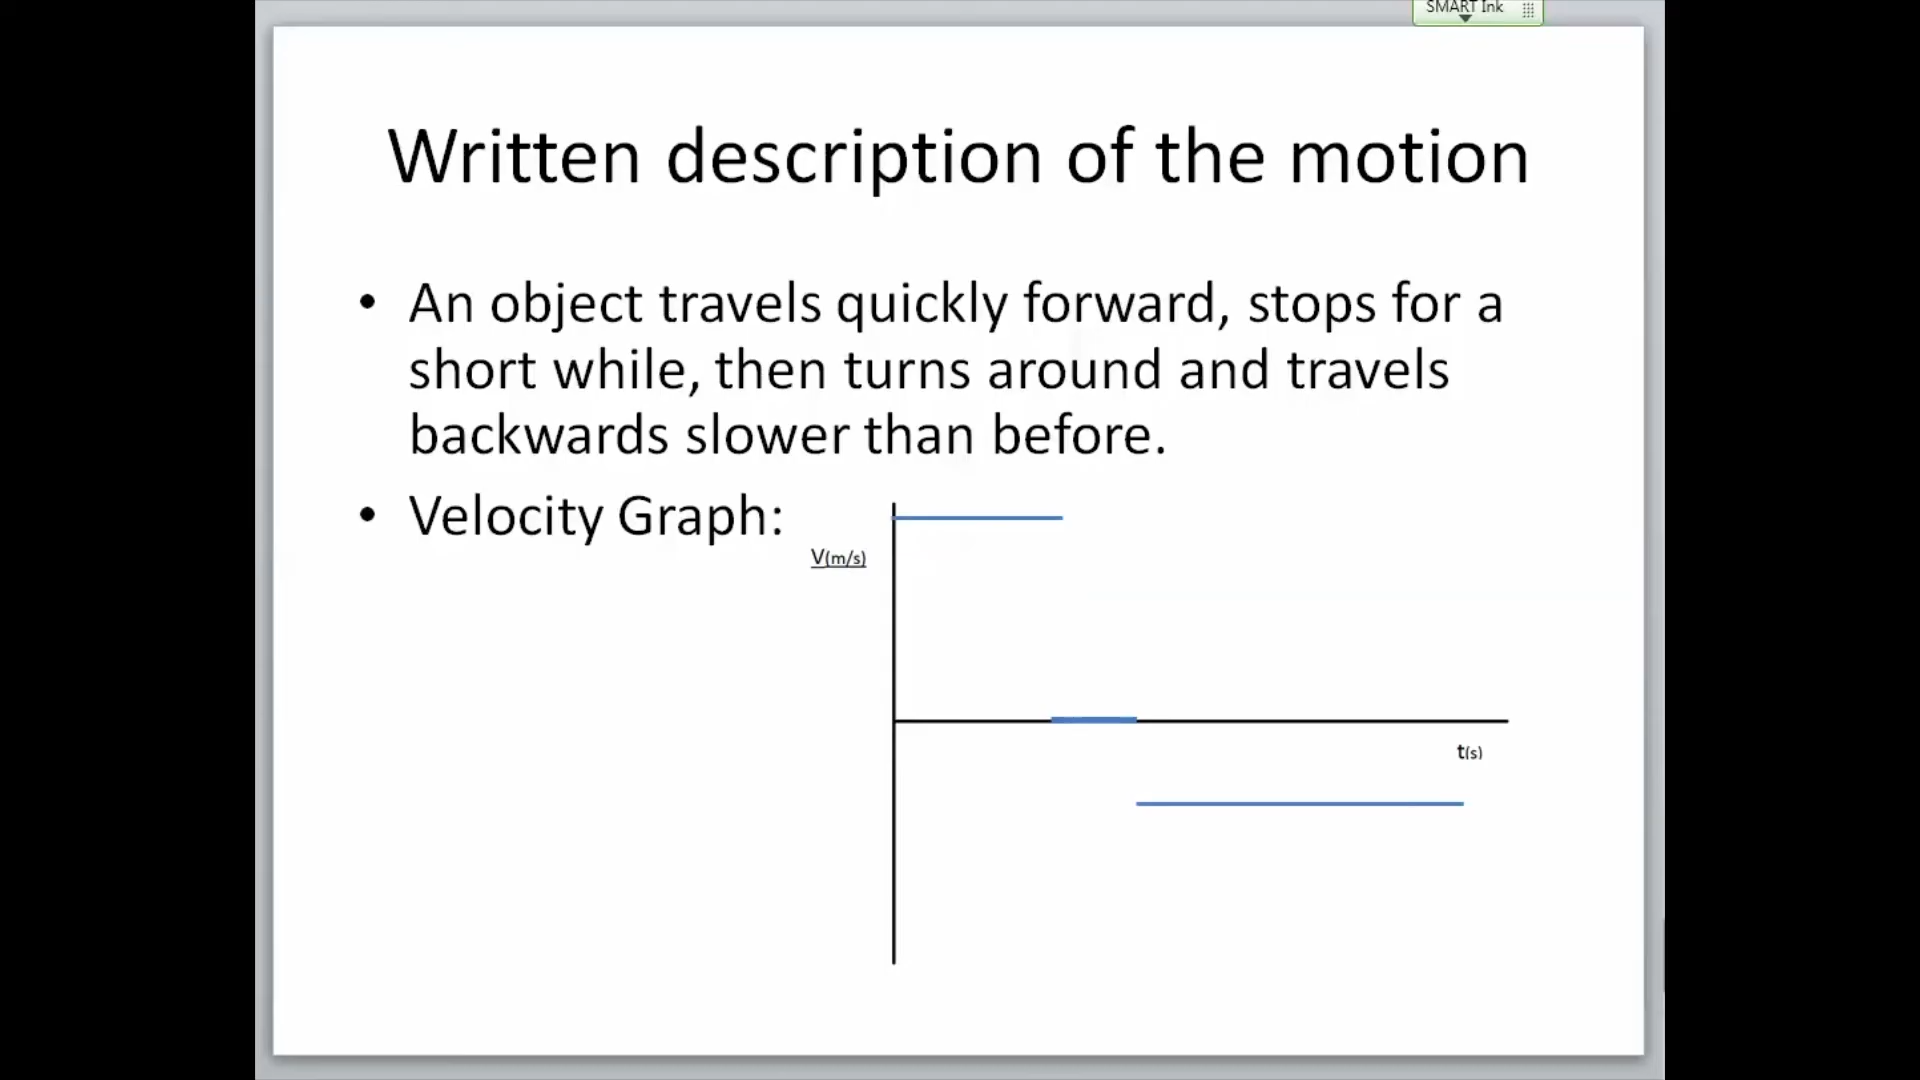 SMART Ink
Written description of the motion
• An object travels quickly forward, stops for a
short while, then turns around and travels
backwards slower than before.
• Velocity Graph:
V(m/s)
t(s)